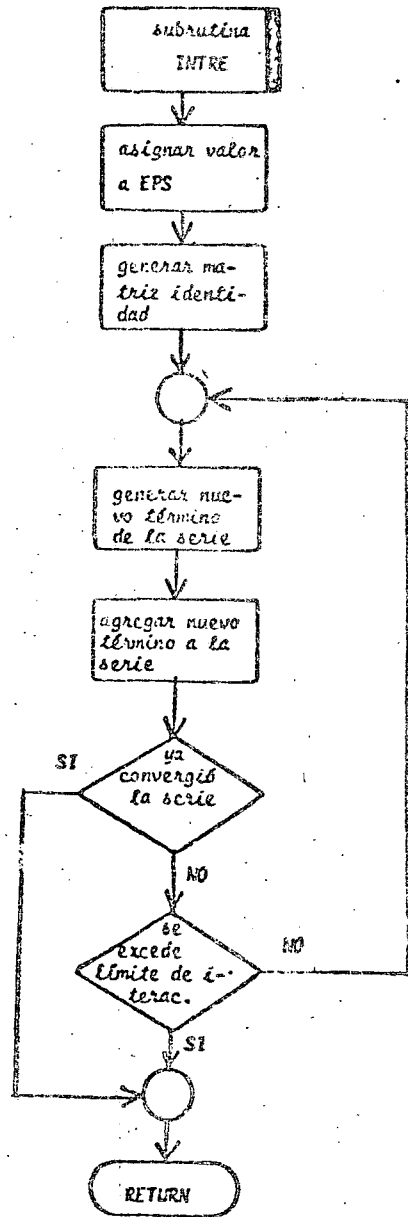 subrutina
INTRE
asignar valor
a EPS
generar ma-
triz identi-
dad
generar nue-
vo término
de la serie
agregar nuevo
término a la
serie
SI
ya
convergió
la serie
NO
se
excede
límite de i-
terac.
NO
SI
RETURN